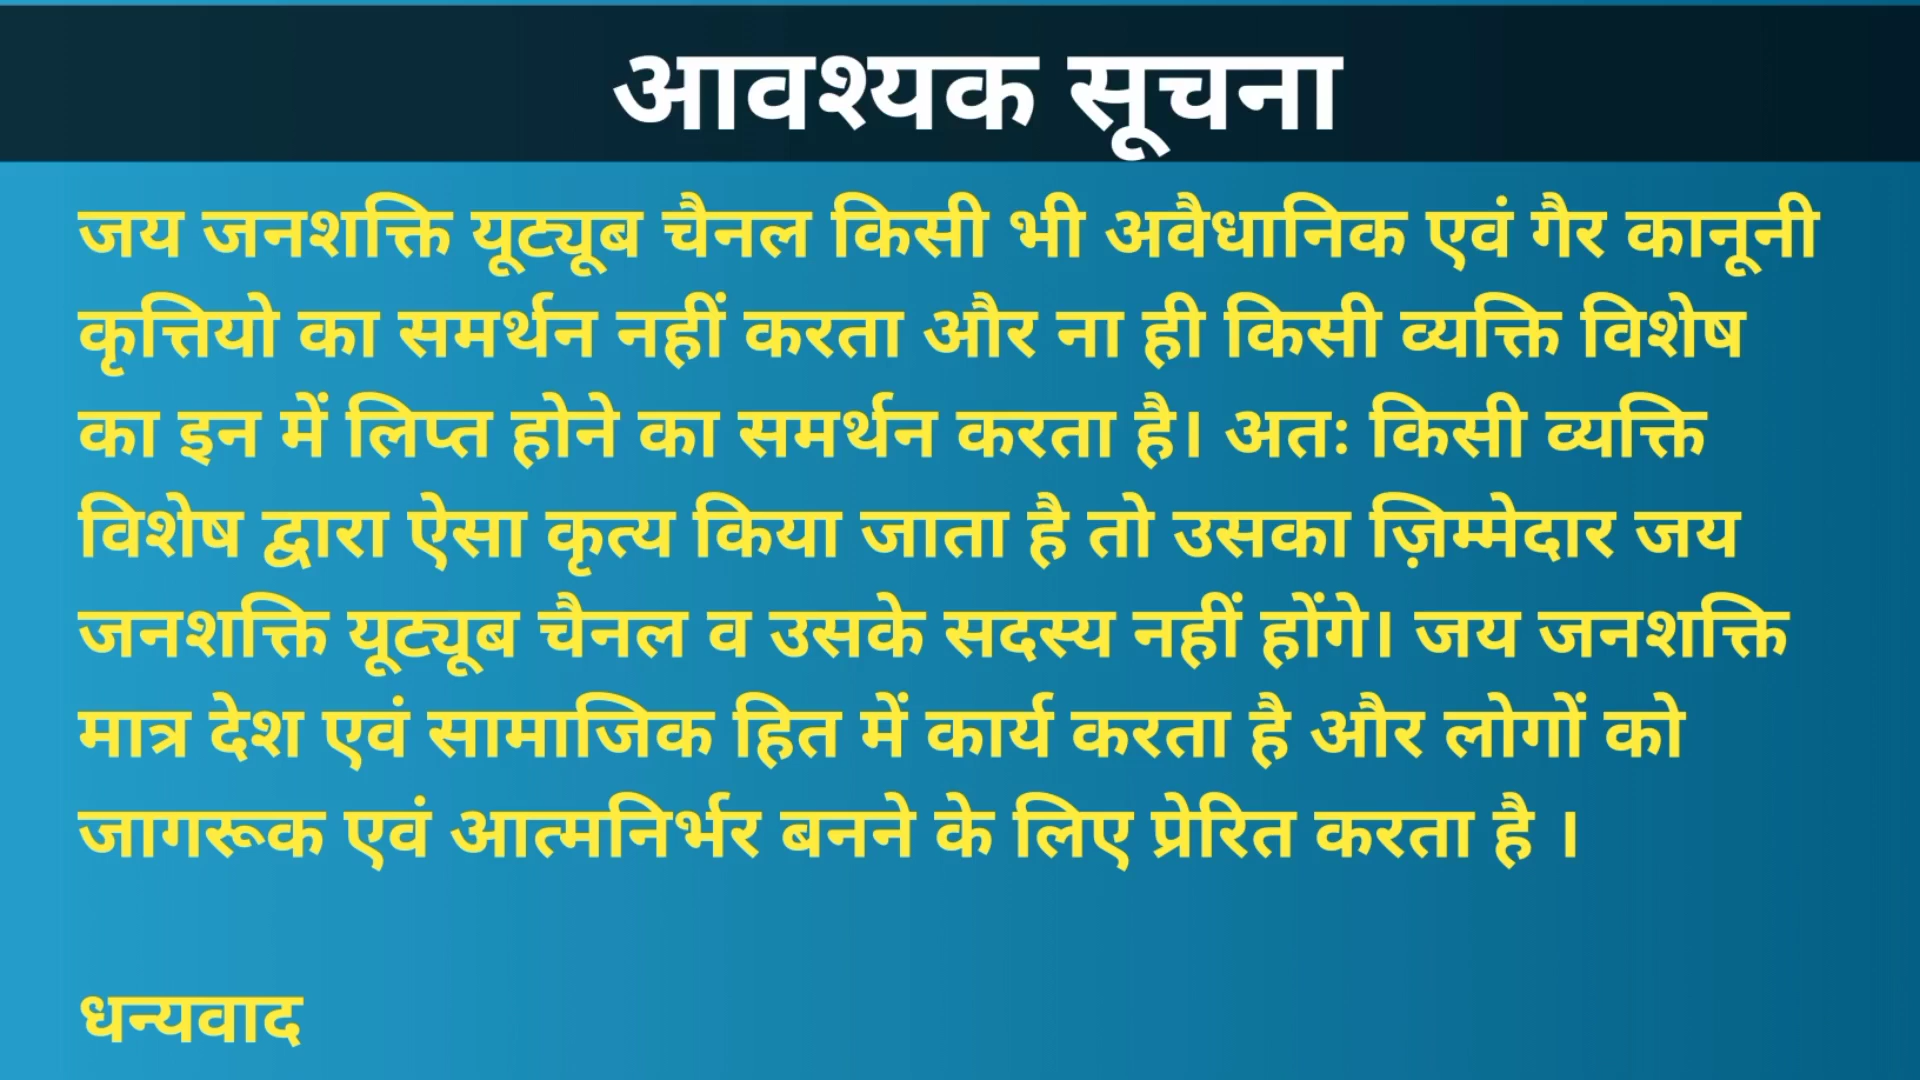 आवश्यक सूचना
जय जनशक्ति यूट्यूब चैनल किसी भी अवैधानिक एवं गैर कानूनी
कृत्तियो का समर्थन नहीं करता और ना ही किसी व्यक्ति विशेष
का इन में लिप्त होने का समर्थन करता है। अतः किसी व्यक्ति
विशेष द्वारा ऐसा कृत्य किया जाता है तो उसका ज़िम्मेदार जय
जनशक्ति यूट्यूब चैनल व उसके सदस्य नहीं होंगे। जय जनशक्ति
मात्र देश एवं सामाजिक हित में कार्य करता है और लोगों को
जागरूक एवं आत्मनिर्भर बनने के लिए प्रेरित करता है ।
धन्यवाद